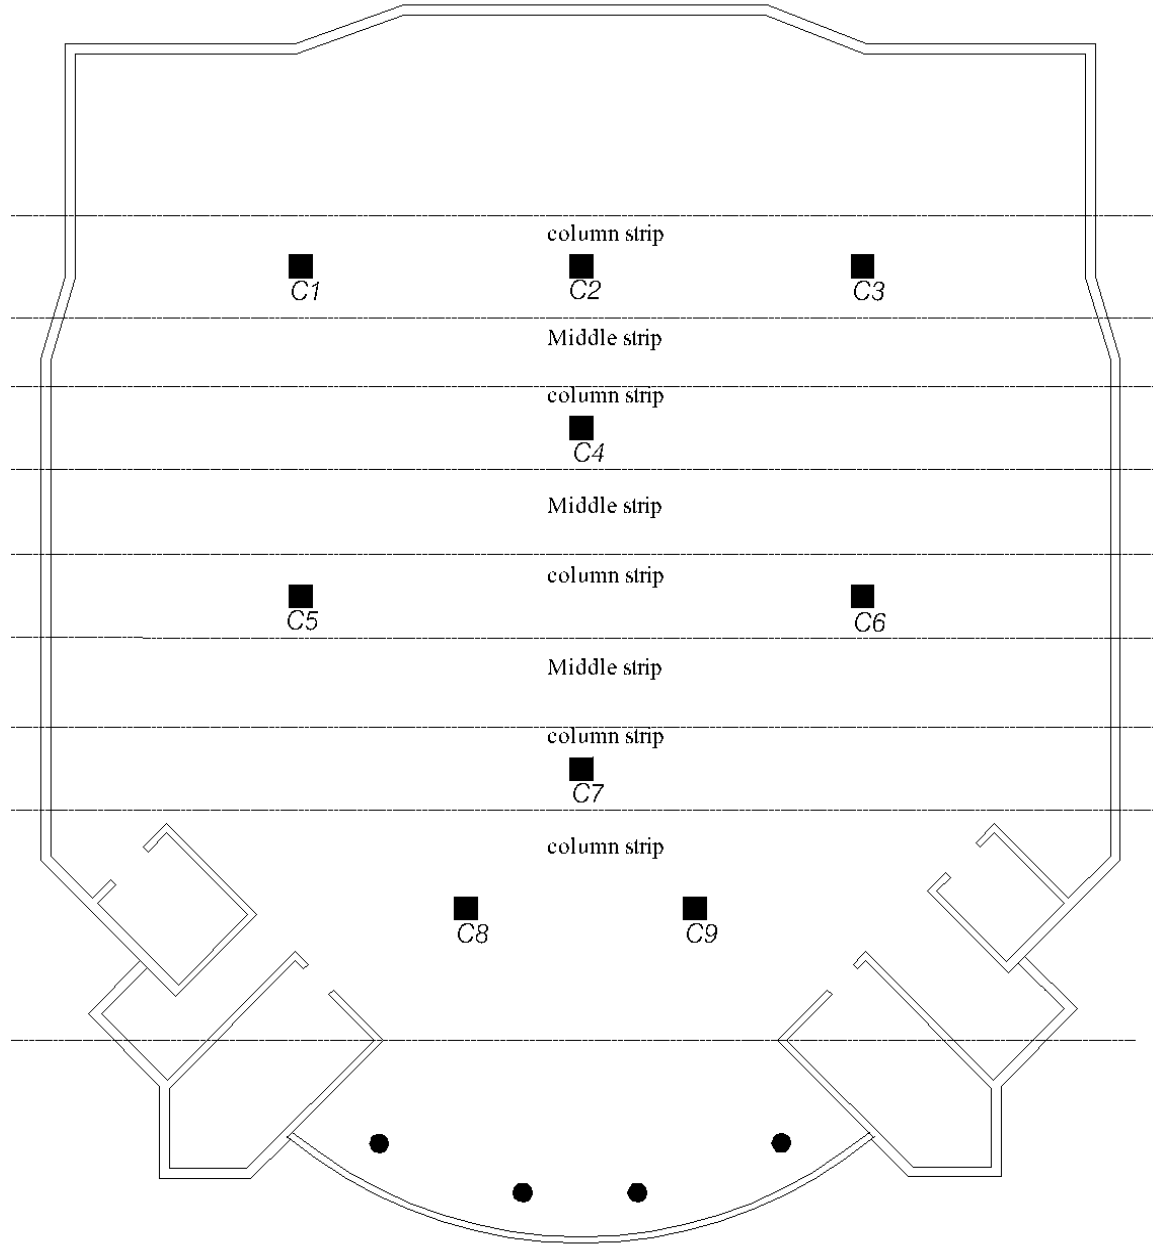 column strip
C1
C2
C3
Middle strip
column strip
C4
Middle strip
column strip
C5
C6
Middle strip
column strip
C7
column strip
C8
C9